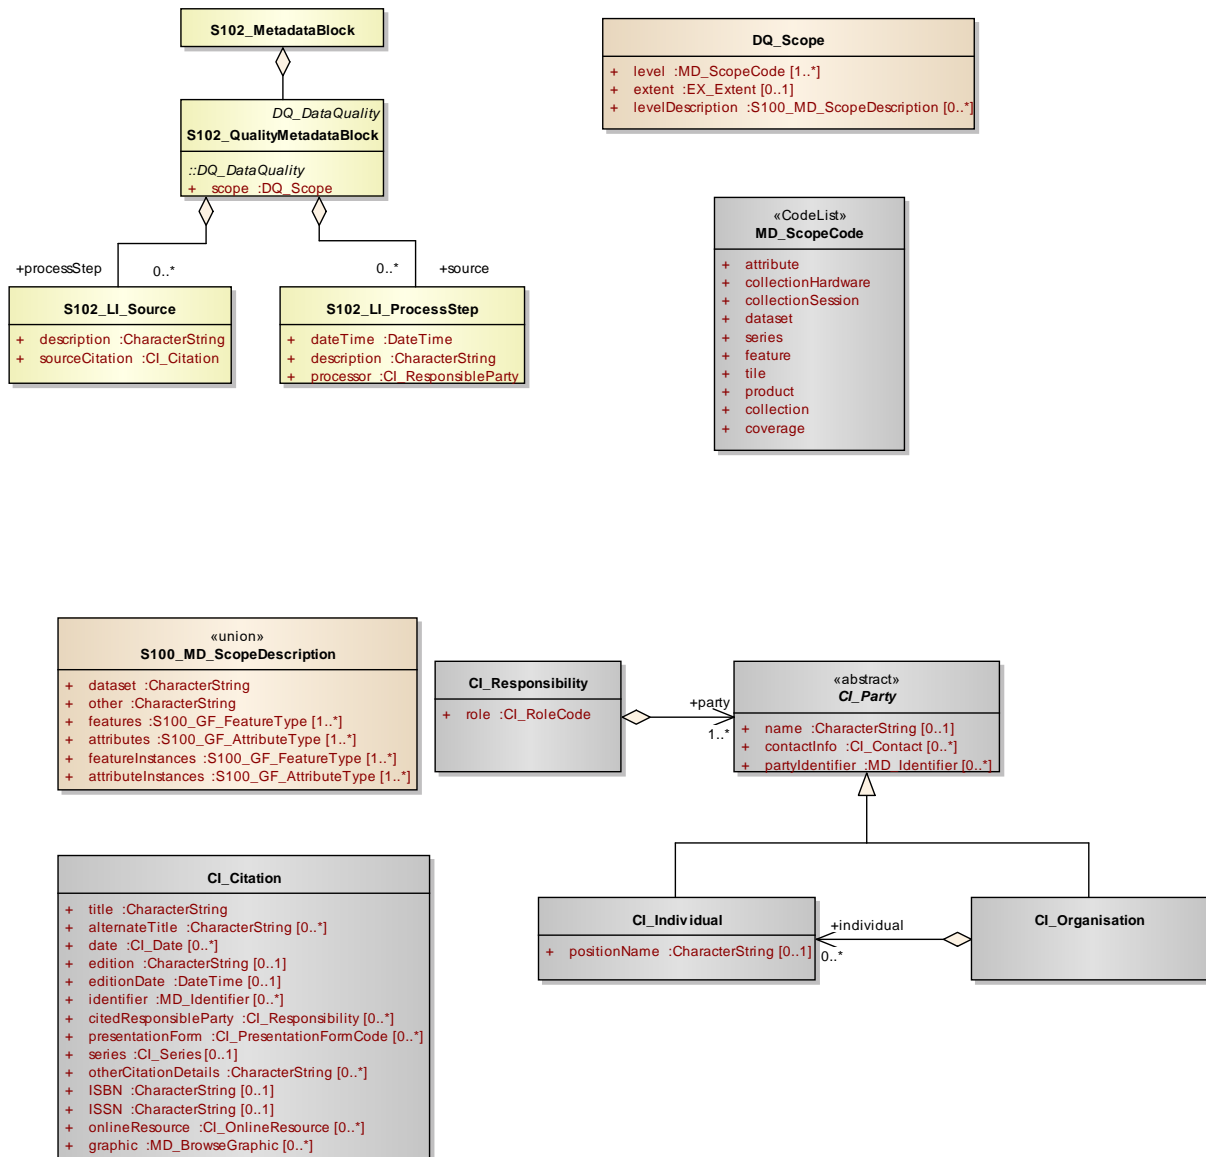 S102_MetadataBlock
DQ_DataQuality
S102_QualityMetadataBlock
::DQ_DataQuality
+ scope :DQ_Scope
+processStep
0..*
0..*
+source
S102_LI_Source
+ description :CharacterString
+ sourceCitation :CI_Citation
S102_LI_ProcessStep
+ dateTime :DateTime
+ description :CharacterString
+ processor :CI_ResponsibleParty
DQ_Scope
+ level :MD_ScopeCode [1..*]
+ extent :EX_Extent [0..1]
+ levelDescription :S100_MD_ScopeDescription [0..*]
«CodeList»
MD_ScopeCode
+ attribute
+ collectionHardware
+ collectionSession
+ dataset
+ series
+ feature
+ tile
+ product
+ collection
+ coverage
«union»
S100_MD_ScopeDescription
+ dataset :CharacterString
+ other :CharacterString
+ features :S100_GF_FeatureType [1..*]
+ attributes :S100_GF_AttributeType [1..*]
+ featureInstances :S100_GF_FeatureType [1..*]
+ attributeInstances :S100_GF_AttributeType [1..*]
CI_Responsibility
+ role :CI_RoleCode
+party
1..*
«abstract»
CI_Party
+ name :CharacterString [0..1]
+ contactInfo :CI_Contact [0..*]
+ partyIdentifier :MD_Identifier [0..*]
CI_Individual
+ positionName :CharacterString [0..1]
+individual
0..*
CI_Organisation
CI_Citation
+ title :CharacterString
+ alternateTitle :CharacterString [0..*]
+ date :CI_Date [0..*]
+ edition :CharacterString [0..1]
+ editionDate :DateTime [0..1]
+ identifier :MD_Identifier [0..*]
+ citedResponsibleParty :CI_Responsibility [0..*]
+ presentationForm :CI_PresentationFormCode [0..*]
+ series :CI_Series [0..1]
+ otherCitationDetails :CharacterString [0..*]
+ ISBN :CharacterString [0..1]
+ ISSN :CharacterString [0..1]
+ onlineResource :CI_OnlineResource [0..*]
+ graphic :MD_BrowseGraphic [0..*]